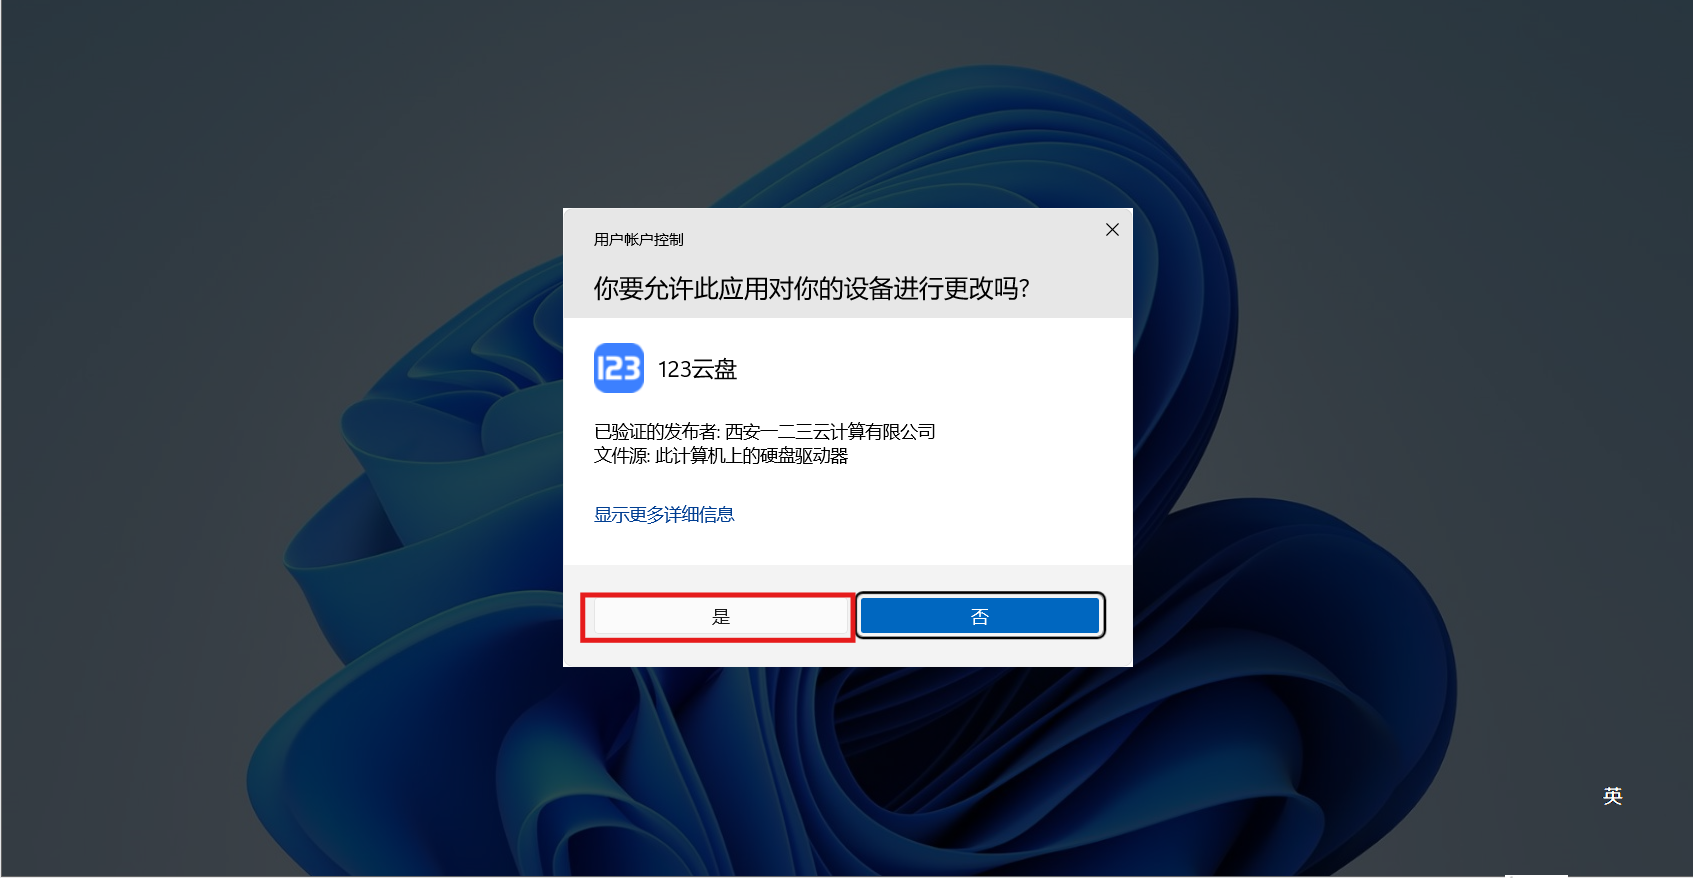 用户帐户控制
你要允许此应用对你的设备进行更改吗?
123
123云盘
已验证的发布者: 西安一二三云计算有限公司
文件源: 此计算机上的硬盘驱动器
显示更多详细信息
是
否
英